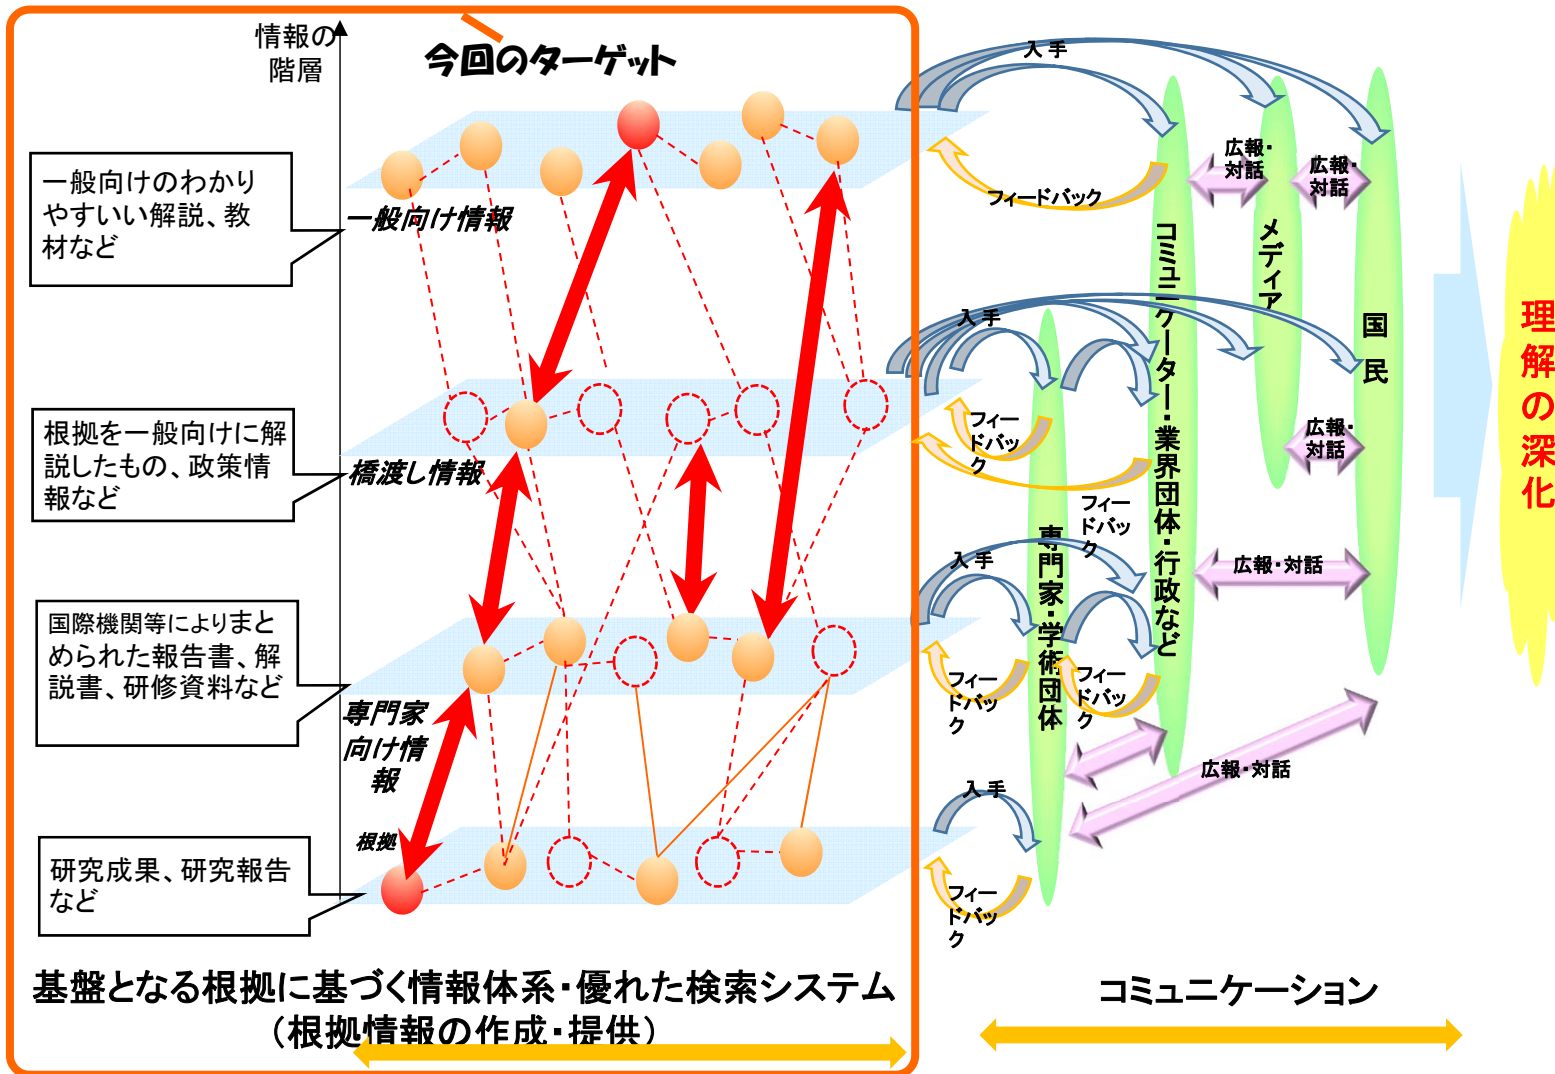 情報の
階層
今回のターゲット
一般向けのわかり
やすいい解説、教
材など
一般向け情報
根拠を一般向けに解
説したもの、政策情
報など
橋渡し情報
国際機関等によりまと
められた報告書、解
説書、研修資料など
専門家
向け情
報
根拠
研究成果、研究報告
など
基盤となる根拠に基づく情報体系・優れた検索システム
（根拠情報の作成・提供）
入 手
フィードバック
広報・
対話
広報・
対話
コミュニケーター・業界団体・行政など
メディア
国 民
入 手
フィー
ドバッ
ク
広報・
対話
フィー
ドバッ
ク
専門家・学術団体
入 手
広報・対話
フィー
ドバッ
ク
フィー
ドバッ
ク
広報・対話
入 手
フィー
ドバッ
ク
コミュニケーション
理解の深化